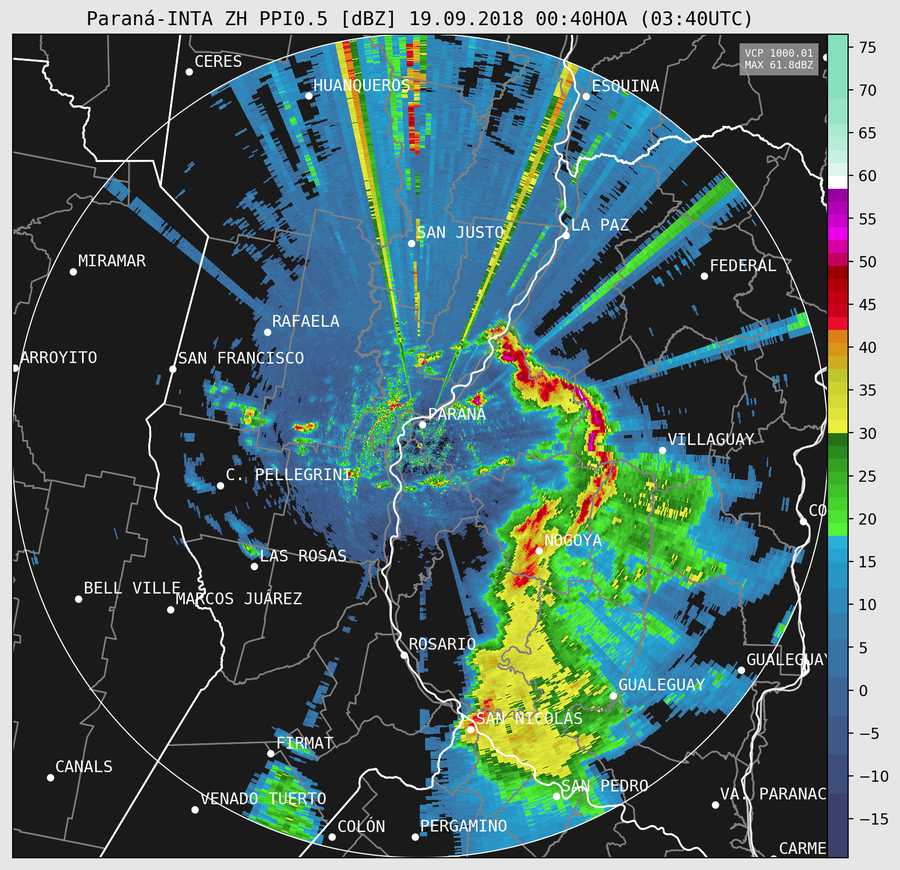 Paraná-INTA ZH PPI0.5 [dBZ] 19.09.2018 00:40HOA (03:40UTC)
VCP 1000.01
MAX 61.8dBZ
CERES
HUANQUEROS
ESQUINA
SAN JUSTO
LA PAZ
MIRAMAR
FEDERAL
RAFAELA
ARROYITO
SAN FRANCISCO
PARANÁ
VILLAGUAY
C. PELLEGRINI
CO
NOGOYA
LAS ROSAS
BELL VILLE
MARCOS JUÁREZ
ROSARIO
GUALEGUAY
GUALEGUAY
SAN NICOLAS
FIRMAT
CANALS
SAN PEDRO
VENADO TUERTO
VA. PARANAC
COLÓN
PERGAMINO
CARME
75
70
65
60
55
50
45
40
35
30
25
20
15
10
5
0
−5
−10
−15